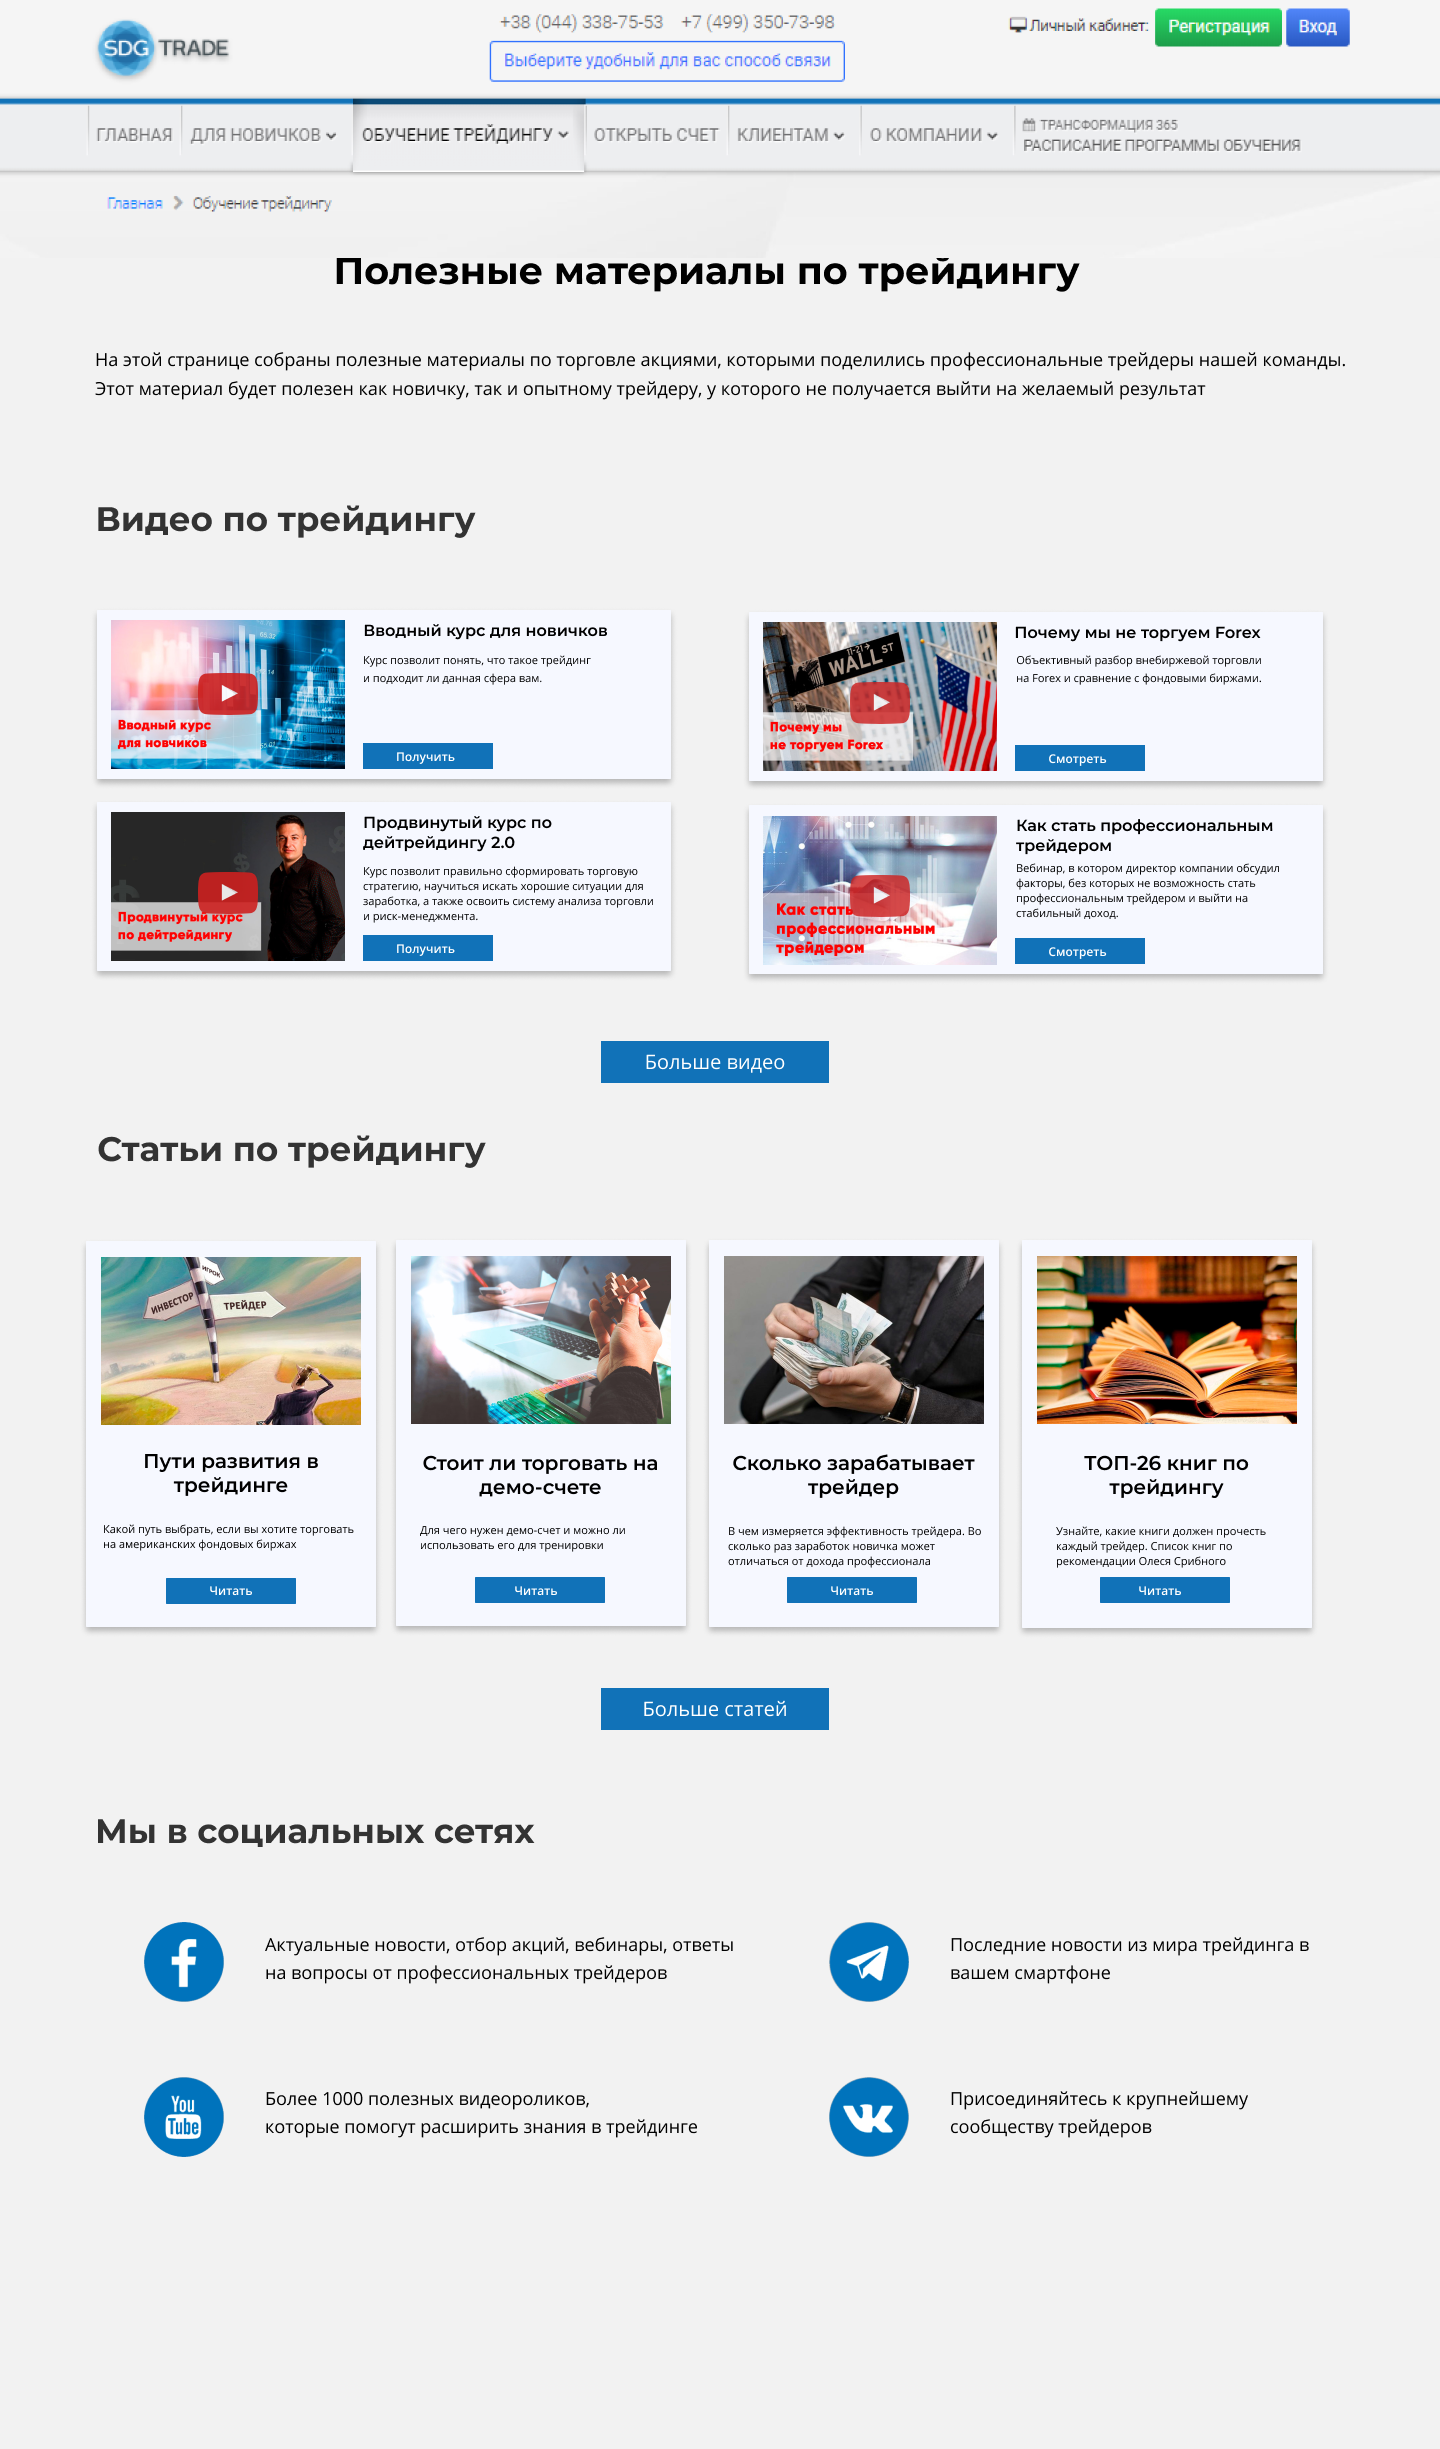 SDG TRADE
+38 (044) 338-75-53 +7 (499) 350-73-98
Выберите удобный для вас способ связи
Личный кабинет: Регистрация Вход
ГЛАВНАЯ ДЛЯ НОВИЧКОВ ОБУЧЕНИЕ ТРЕЙДИНГУ ОТКРЫТЬ СЧЕТ КЛИЕНТАМ О КОМПАНИИ
ТРАНСФОРМАЦИЯ 365
РАСПИСАНИЕ ПРОГРАММЫ ОБУЧЕНИЯ
Главная Обучение трейдингу
Полезные материалы по трейдингу
На этой странице собраны полезные материалы по торговле акциями, которыми поделились профессиональные трейдеры нашей команды.
Этот материал будет полезен как новичку, так и опытному трейдеру, у которого не получается выйти на желаемый результат
Видео по трейдингу
Вводный курс
для новчиков
Вводный курс для новичков
Курс позволит понять, что такое трейдинг
и подходит ли данная сфера вам.
Получить
WALL ST
Почему мы
не торгуем Forex
Почему мы не торгуем Forex
Объективный разбор внебиржевой торговли
на Forex и сравнение с фондовыми биржами.
Смотреть
Продвинутый курс
по дейтрейдингу
Продвинутый курс по
дейтрейдингу 2.0
Курс позволит правильно сформировать торговую
стратегию, научиться искать хорошие ситуации для
заработка, а также освоить систему анализа торговли
и риск-менеджмента.
Получить
Как стать
профессиональным
трейдером
Как стать профессиональным
трейдером
Вебинар, в котором директор компании обсудил
факторы, без которых не возможность стать
профессиональным трейдером и выйти на
стабильный доход.
Смотреть
Больше видео
Статьи по трейдингу
ИГРОК
ИНВЕСТОР
ТРЕЙДЕР
Пути развития в
трейдинге
Какой путь выбрать, если вы хотите торговать
на американских фондовых биржах
Читать
Стоит ли торговать на
демо-счете
Для чего нужен демо-счет и можно ли
использовать его для тренировки
Читать
Сколько зарабатывает
трейдер
В чем измеряется эффективность трейдера. Во
сколько раз заработок новичка может
отличаться от дохода профессионала
Читать
ТОП-26 книг по
трейдингу
Узнайте, какие книги должен прочесть
каждый трейдер. Список книг по
рекомендации Олеся Срибного
Читать
Больше статей
Мы в социальных сетях
Актуальные новости, отбор акций, вебинары, ответы
на вопросы от профессиональных трейдеров
Последние новости из мира трейдинга в
вашем смартфоне
You
Tube
Более 1000 полезных видеороликов,
которые помогут расширить знания в трейдинге
Присоединяйтесь к крупнейшему
сообществу трейдеров